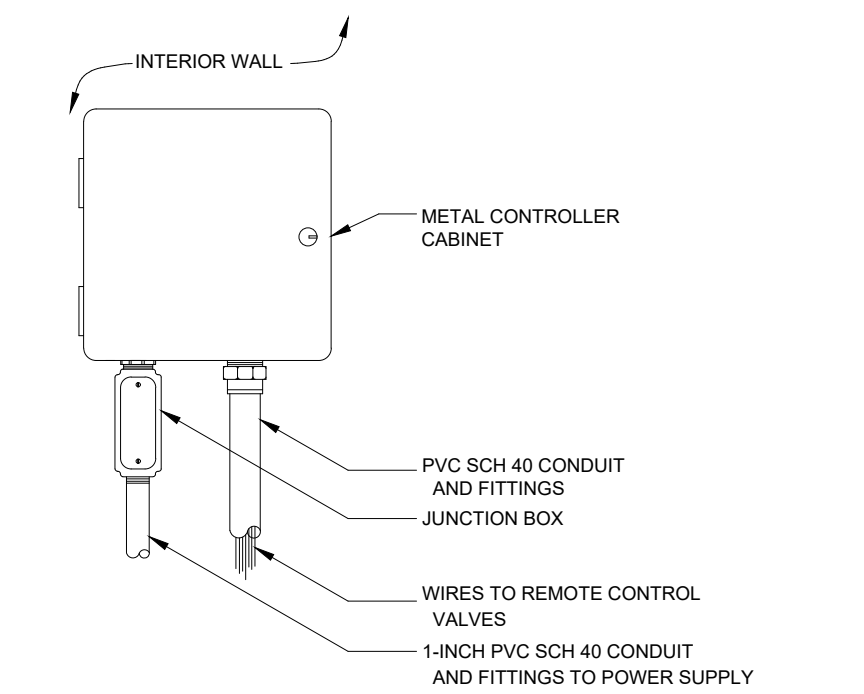 INTERIOR WALL
METAL CONTROLLER
CABINET
PVC SCH 40 CONDUIT
AND FITTINGS
JUNCTION BOX
WIRES TO REMOTE CONTROL
VALVES
1-INCH PVC SCH 40 CONDUIT
AND FITTINGS TO POWER SUPPLY